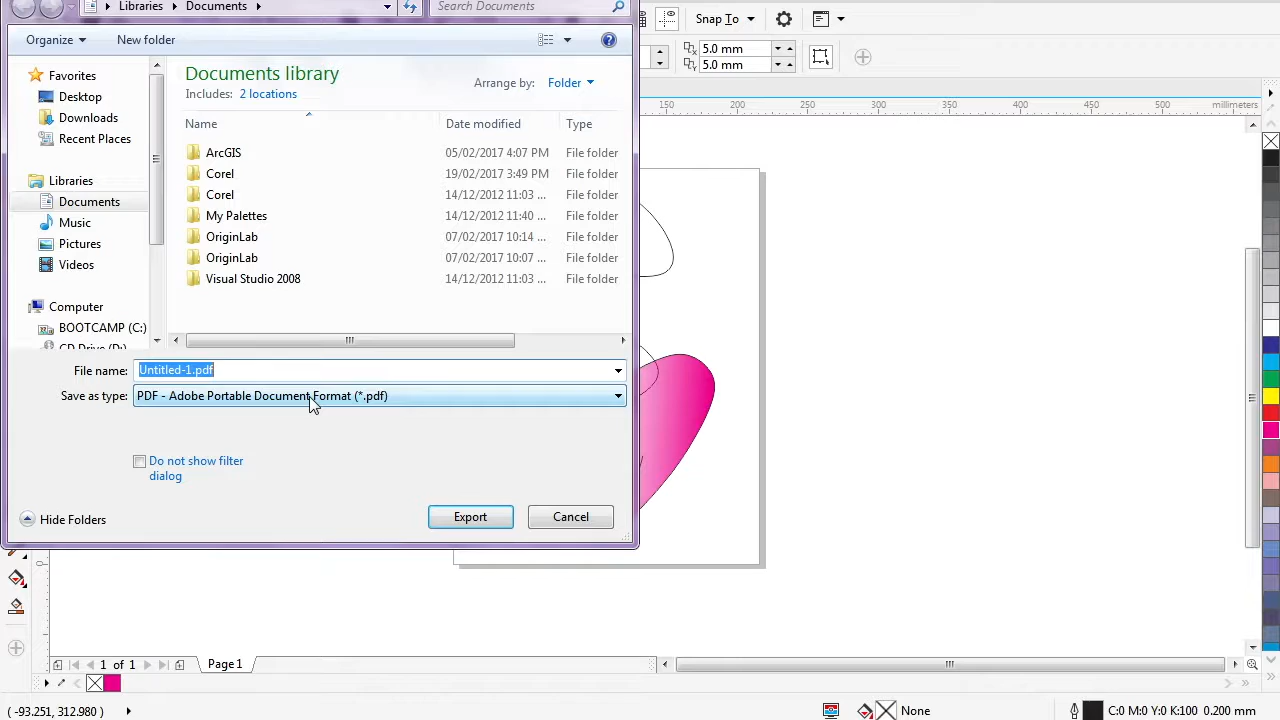 Libraries Documents Search Documents
Snap To
Organize New folder
5.0 mm
5.0 mm
Documents library
Includes: 2 locations
Arrange by: Folder
Name Date modified Type
Favorites
Desktop
Downloads
Recent Places
Libraries
Documents
Music
Pictures
Videos
Computer
BOOTCAMP (C:)
CD Drive (D:)
ArcGIS 05/02/2017 4:07 PM File folder
Corel 19/02/2017 3:49 PM File folder
Corel 14/12/2012 11:03 ... File folder
My Palettes 14/12/2012 11:40 ... File folder
OriginLab 07/02/2017 10:14 ... File folder
OriginLab 07/02/2017 10:07 ... File folder
Visual Studio 2008 14/12/2012 11:03 ... File folder
150 200 250 300 350 400 450 500 millimeters
File name: Untitled-1.pdf
Save as type: PDF - Adobe Portable Document Format (*.pdf)
Do not show filter
dialog
Hide Folders
Export Cancel
1 of 1 Page 1
(-93.251, 312.980) None C:0 M:0 Y:0 K:100 0.200 mm